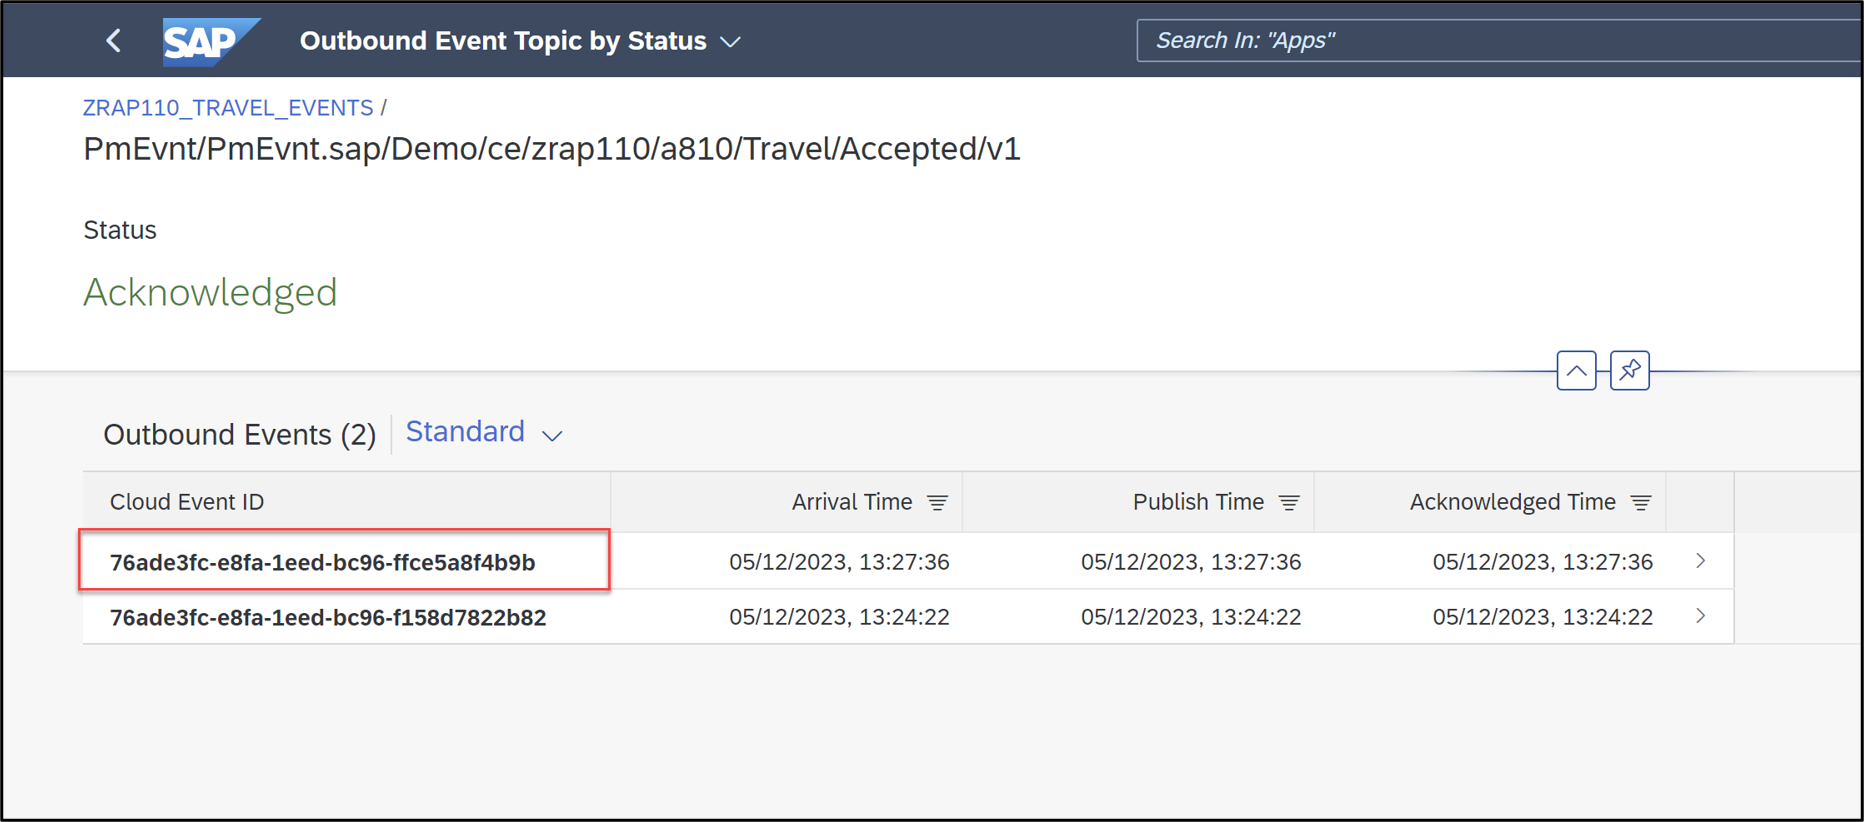 SAP Outbound Event Topic by Status Search In: "Apps"
ZRAP110_TRAVEL_EVENTS /
PmEvnt/PmEvnt.sap/Demo/ce/zrap110/a810/Travel/Accepted/v1
Status
Acknowledged
Outbound Events (2) Standard
Cloud Event ID Arrival Time Publish Time Acknowledged Time
76ade3fc-e8fa-1eed-bc96-ffce5a8f4b9b 05/12/2023, 13:27:36 05/12/2023, 13:27:36 05/12/2023, 13:27:36
76ade3fc-e8fa-1eed-bc96-f158d7822b82 05/12/2023, 13:24:22 05/12/2023, 13:24:22 05/12/2023, 13:24:22